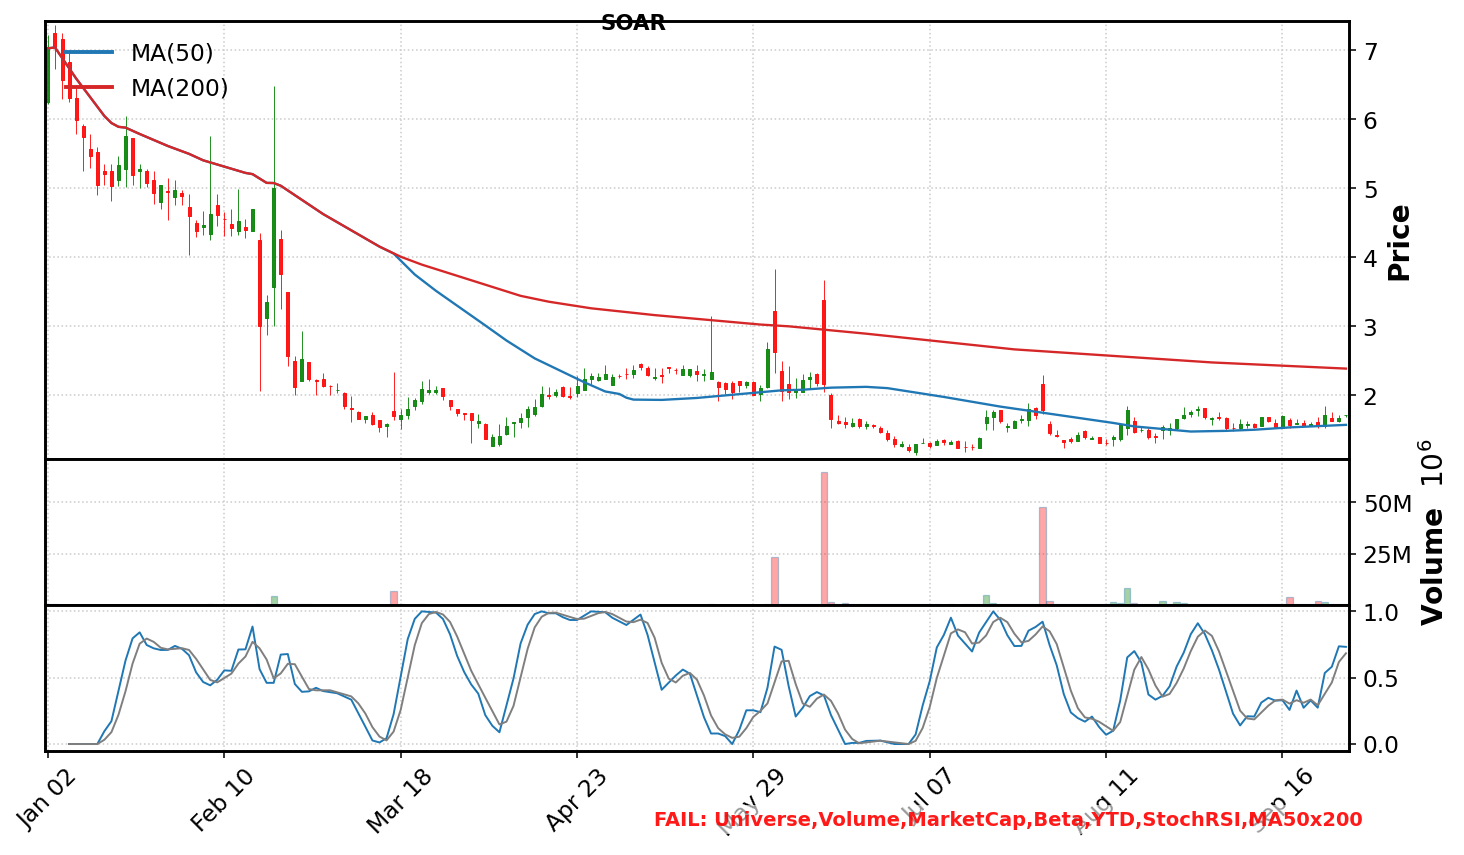 SOAR
MA(50)
MA(200)
7
6
5
4
3
2
Price
10^6
50M
25M
Volume
1.0
0.5
0.0
Jan 02
Feb 10
Mar 18
Apr 23
May 29
Jul 07
Aug 11
Sep 16
FAIL: Universe,Volume,MarketCap,Beta,YTD,StochRSI,MA50x200